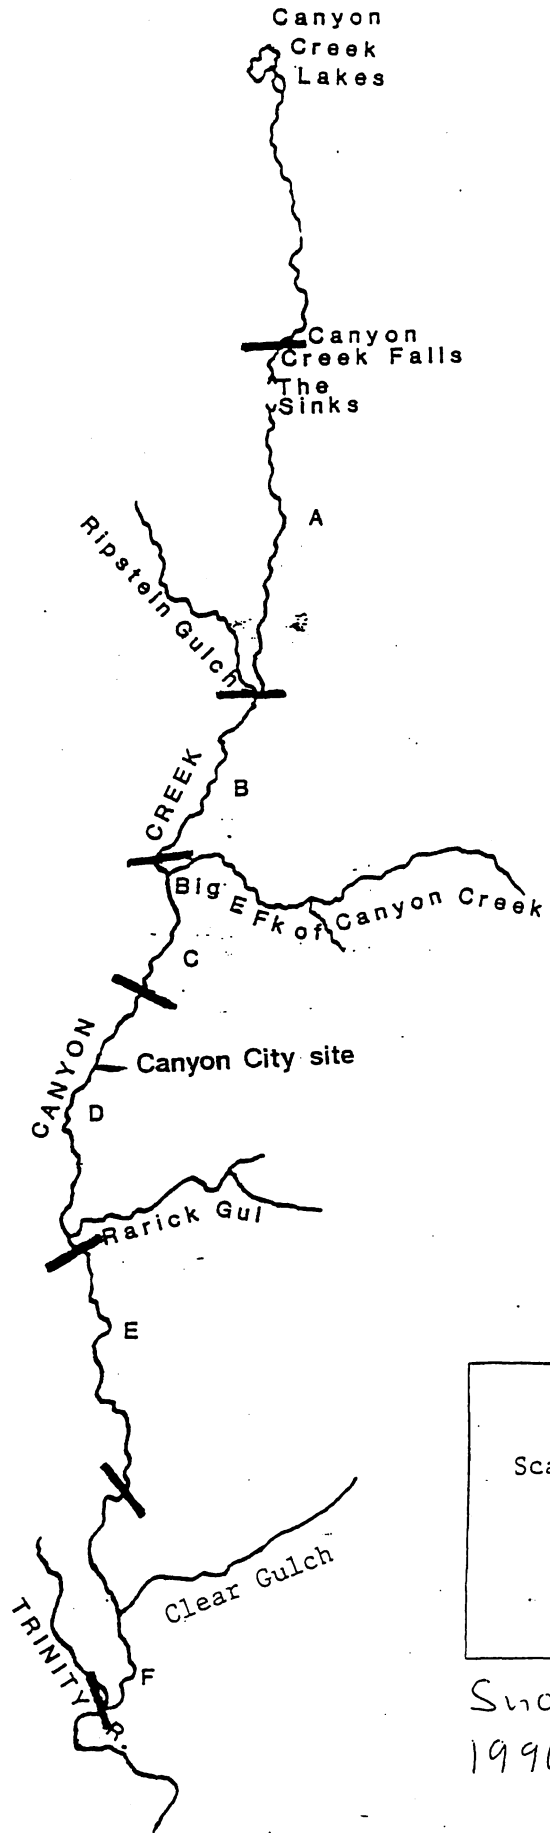 Canyon
Creek
Lakes
Canyon
Creek Falls
The
Sinks
A
Ripstein Gulch
CREEK
B
Big E Fk of Canyon Creek
C
CANYON
Canyon City site
D
Rarick Gul
E
Clear Gulch
TRINITY R.
F